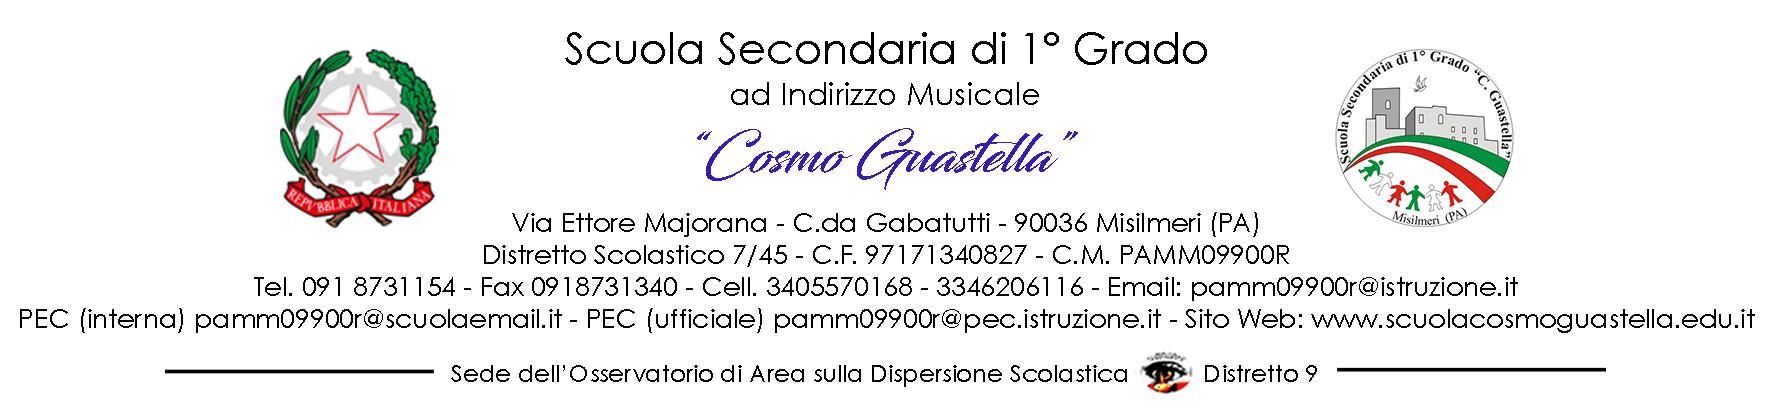 Scuola Secondaria di 1° Grado
ad Indirizzo Musicale
“Cosmo Guastella”
REPVBBLICA ITALIANA
Scuola Secondaria di 1° Grado “C. Guastella”
Misilmeri (PA)
Via Ettore Majorana - C.da Gabatutti - 90036 Misilmeri (PA)
Distretto Scolastico 7/45 - C.F. 97171340827 - C.M. PAMM09900R
Tel. 091 8731154 - Fax 0918731340 - Cell. 3405570168 - 3346206116 - Email: pamm09900r@istruzione.it
PEC (interna) pamm09900r@scuolaemail.it - PEC (ufficiale) pamm09900r@pec.istruzione.it - Sito Web: www.scuolacosmoguastella.edu.it
Sede dell’Osservatorio di Area sulla Dispersione Scolastica Distretto 9